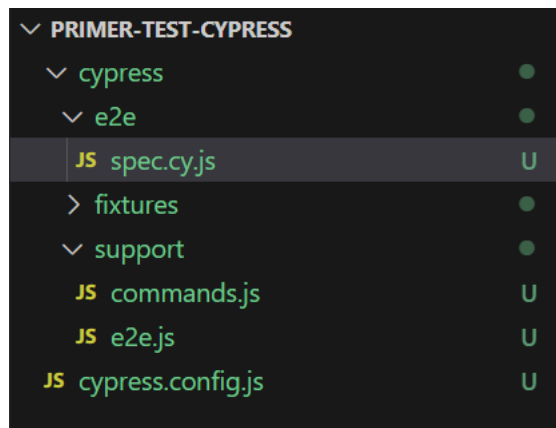 PRIMER-TEST-CYPRESS
cypress
e2e
JS spec.cy.js U
fixtures
support
JS commands.js U
JS e2e.js U
JS cypress.config.js U